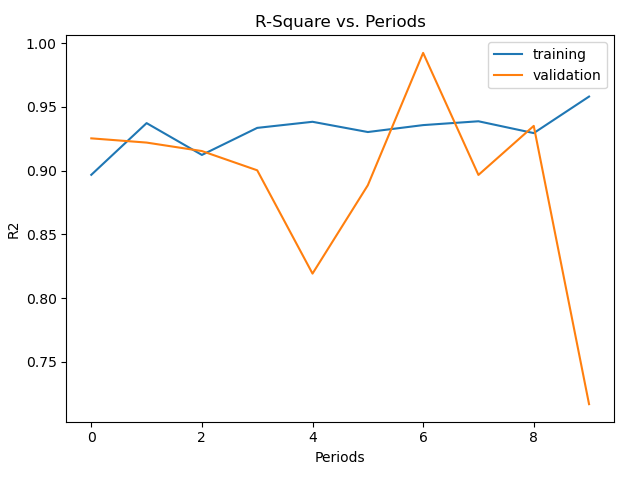 R-Square vs. Periods
training
validation
1.00
0.95
0.90
0.85
0.80
0.75
R2
0
2
4
6
8
Periods